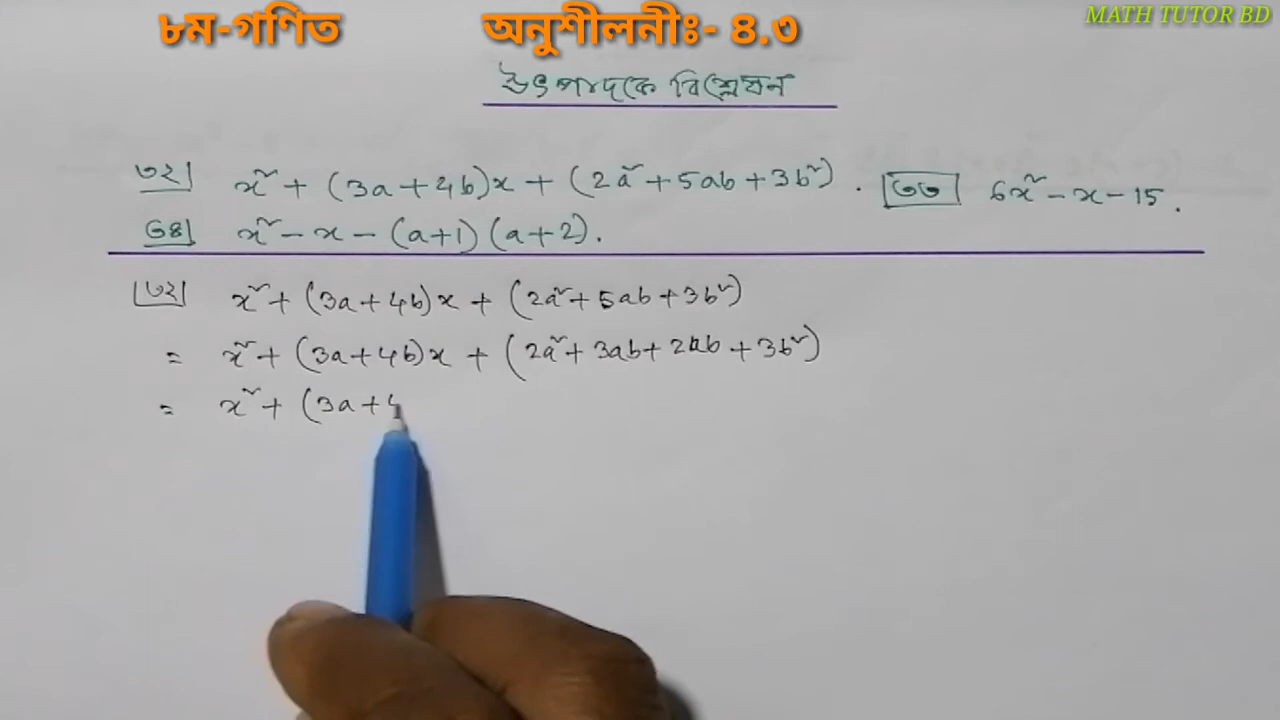 MATH TUTOR BD
৮ম-গণিত অনুশীলনীঃ- ৪.৩
উৎপাদকে বিশ্লেষন
৩২| x² + (3a+4b)x + (2a² + 5ab + 3b²). ৩৩ 6x² - x - 15.
৩৪| x² - x - (a+1) (a+2).
৩২| x² + (3a+4b)x + (2a² + 5ab + 3b²)
= x² + (3a+4b)x + (2a² + 3ab + 2ab + 3b²)
= x² + (3a+4